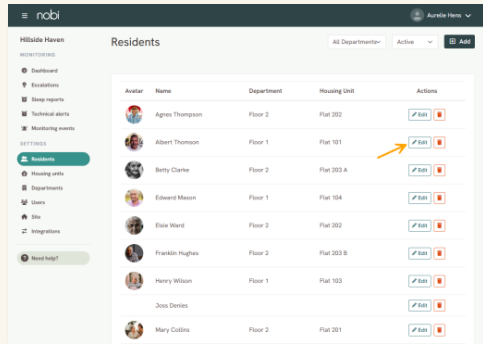 nobi
Aurelie Hens
Hillside Haven
MONITORING
Dashboard
Escalations
Sleep reports
Technical alerts
Monitoring events
SETTINGS
Residents
Housing units
Departments
Users
Site
Integrations
Need help?
Residents
All Departments
Active
Add
Avatar Name Department Housing Unit Actions
Agnes Thompson Floor 2 Flat 202 Edit
Albert Thomson Floor 1 Flat 101 Edit
Betty Clarke Floor 2 Flat 203 A Edit
Edward Mason Floor 1 Flat 104 Edit
Elsie Ward Floor 2 Flat 202 Edit
Franklin Hughes Floor 2 Flat 203 B Edit
Henry Wilson Floor 1 Flat 103 Edit
Joss Denies Edit
Mary Collins Floor 2 Flat 201 Edit